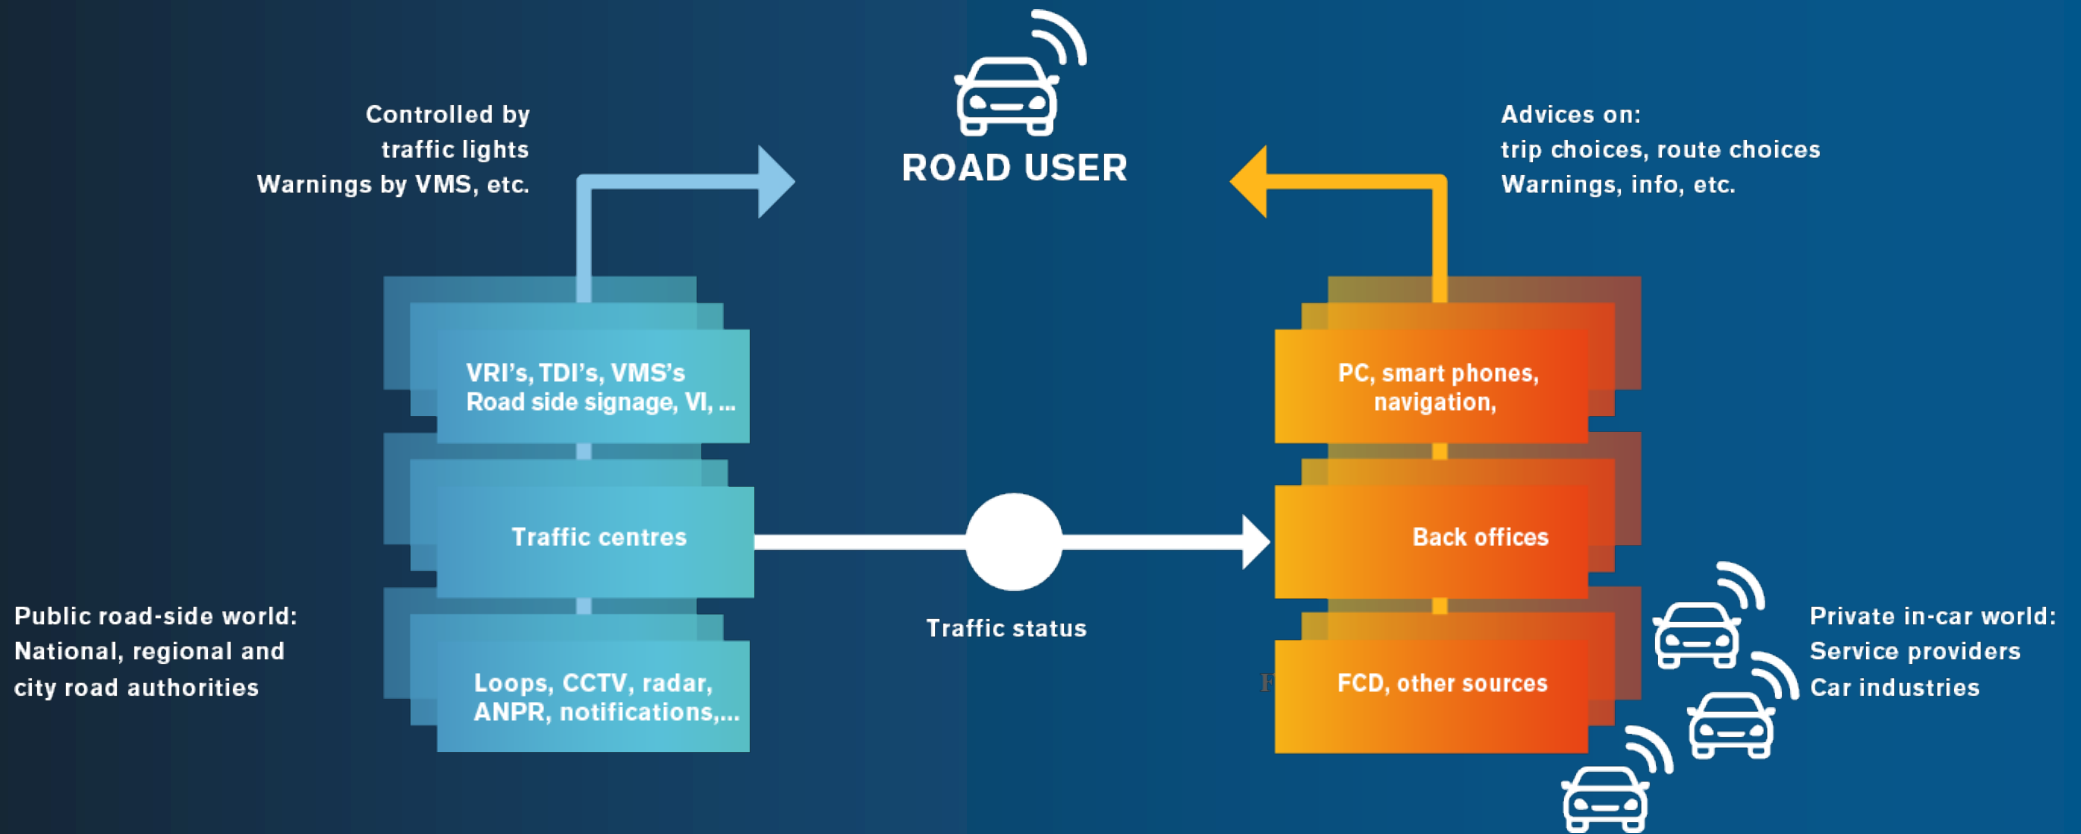 Controlled by
traffic lights
Warnings by VMS, etc.
ROAD USER
Advices on:
trip choices, route choices
Warnings, info, etc.
VRI's, TDI's, VMS's
Road side signage, VI, ...
PC, smart phones,
navigation,
Traffic centres
Back offices
Traffic status
Public road-side world:
National, regional and
city road authorities
Loops, CCTV, radar,
ANPR, notifications,...
FCD, other sources
Private in-car world:
Service providers
Car industries